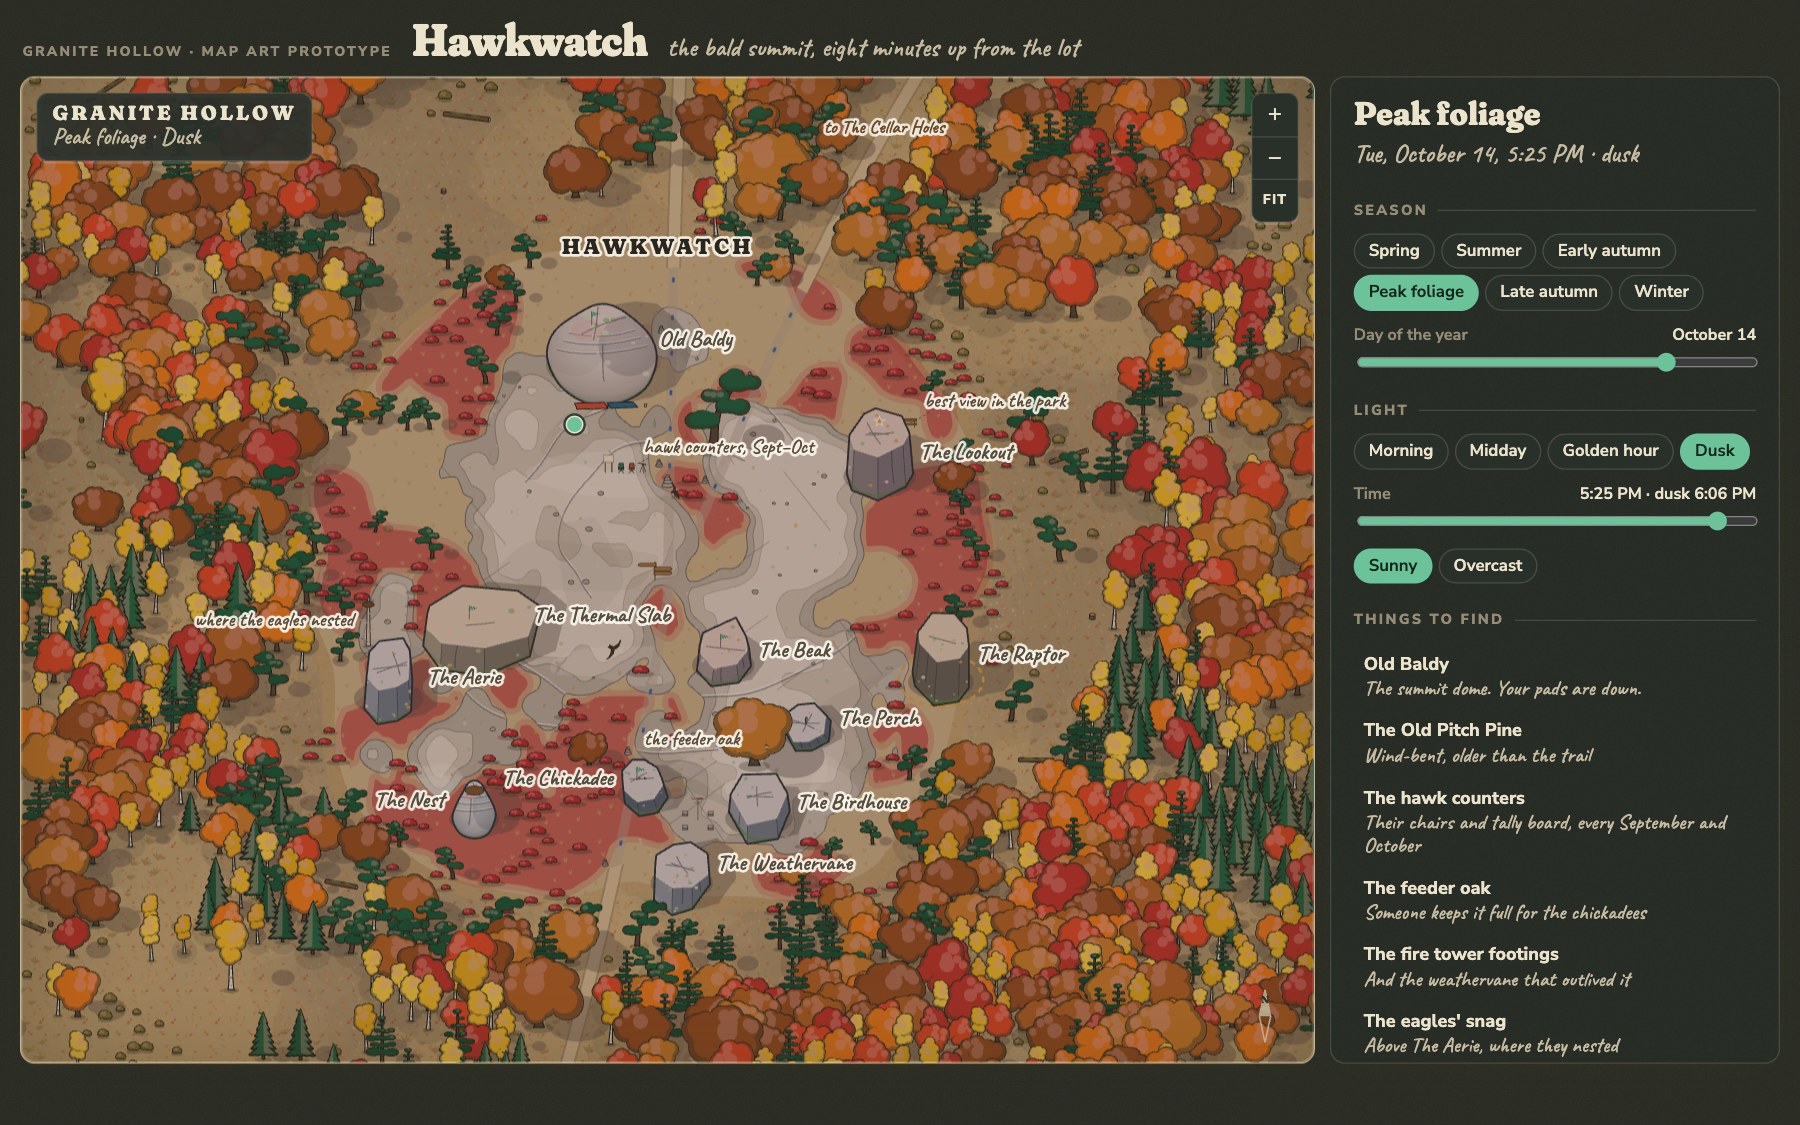 GRANITE HOLLOW · MAP ART PROTOTYPE
Hawkwatch
the bald summit, eight minutes up from the lot
GRANITE HOLLOW
Peak foliage · Dusk
to The Cellar Holes
+
−
FIT
HAWKWATCH
Old Baldy
best view in the park
hawk counters, Sept–Oct
The Lookout
where the eagles nested
The Thermal Slab
The Beak
The Raptor
The Aerie
The Perch
the feeder oak
The Chickadee
The Nest
The Birdhouse
The Weathervane
N
Peak foliage
Tue, October 14, 5:25 PM · dusk
SEASON
Spring
Summer
Early autumn
Peak foliage
Late autumn
Winter
Day of the year
October 14
LIGHT
Morning
Midday
Golden hour
Dusk
Time
5:25 PM · dusk 6:06 PM
Sunny
Overcast
THINGS TO FIND
Old Baldy
The summit dome. Your pads are down.
The Old Pitch Pine
Wind-bent, older than the trail
The hawk counters
Their chairs and tally board, every September and
October
The feeder oak
Someone keeps it full for the chickadees
The fire tower footings
And the weathervane that outlived it
The eagles' snag
Above The Aerie, where they nested